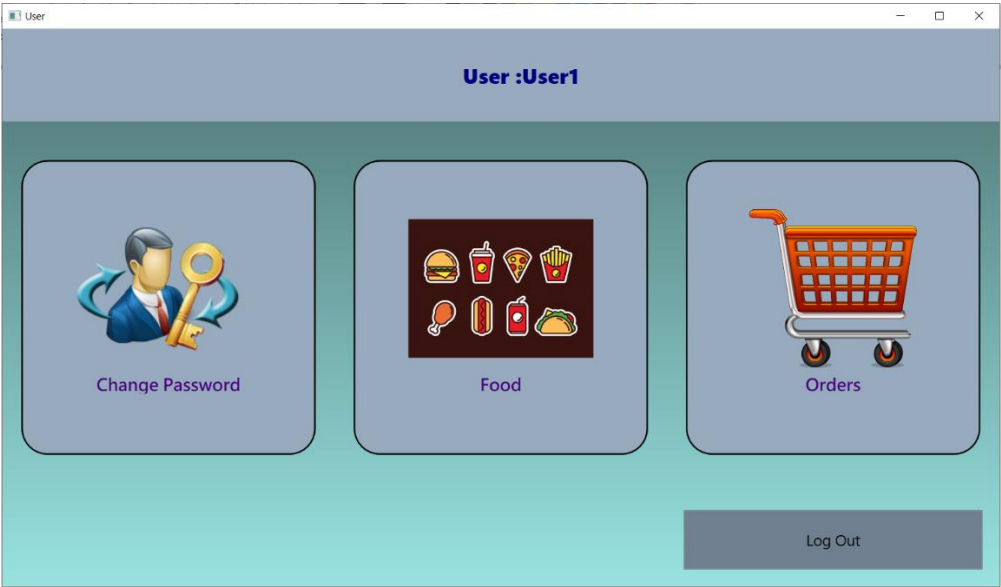 User
User :User1
Change Password
Food
Orders
Log Out